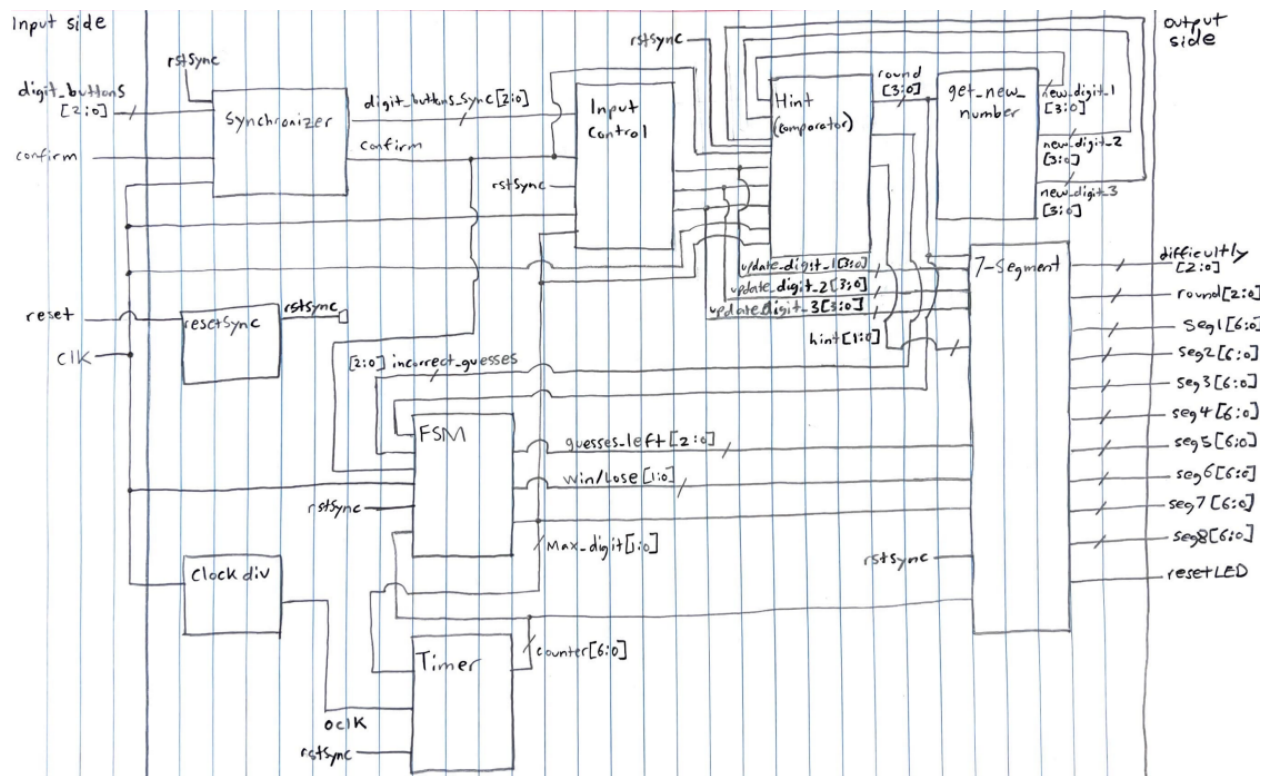 Input side
output
side
rstSync
rstSync
digit_buttons
[2:0]
Synchronizer
digit_buttons_sync[2:0]
confirm
confirm
Input
Control
rstSync
Hint
(comparator)
round
[3:0]
get_new_
number
new_digit_1
[3:0]
new_digit_2
[3:0]
new_digit_3
[3:0]
update_digit_1[3:0]
update_digit_2[3:0]
update_digit_3[3:0]
hint[1:0]
7-Segment
difficultly
[2:0]
round[2:0]
Seg1[6:0]
seg2[6:0]
seg3[6:0]
seg4[6:0]
seg5[6:0]
seg6[6:0]
seg7[6:0]
seg8[6:0]
resetLED
reset
resetSync
rstSync
Clk
[2:0] incorrect_guesses
FSM
guesses_left[2:0]
Win/Lose[1:0]
rstSync
Max_digit[1:0]
rstSync
Clock div
Timer
counter[6:0]
oclk
rstSync